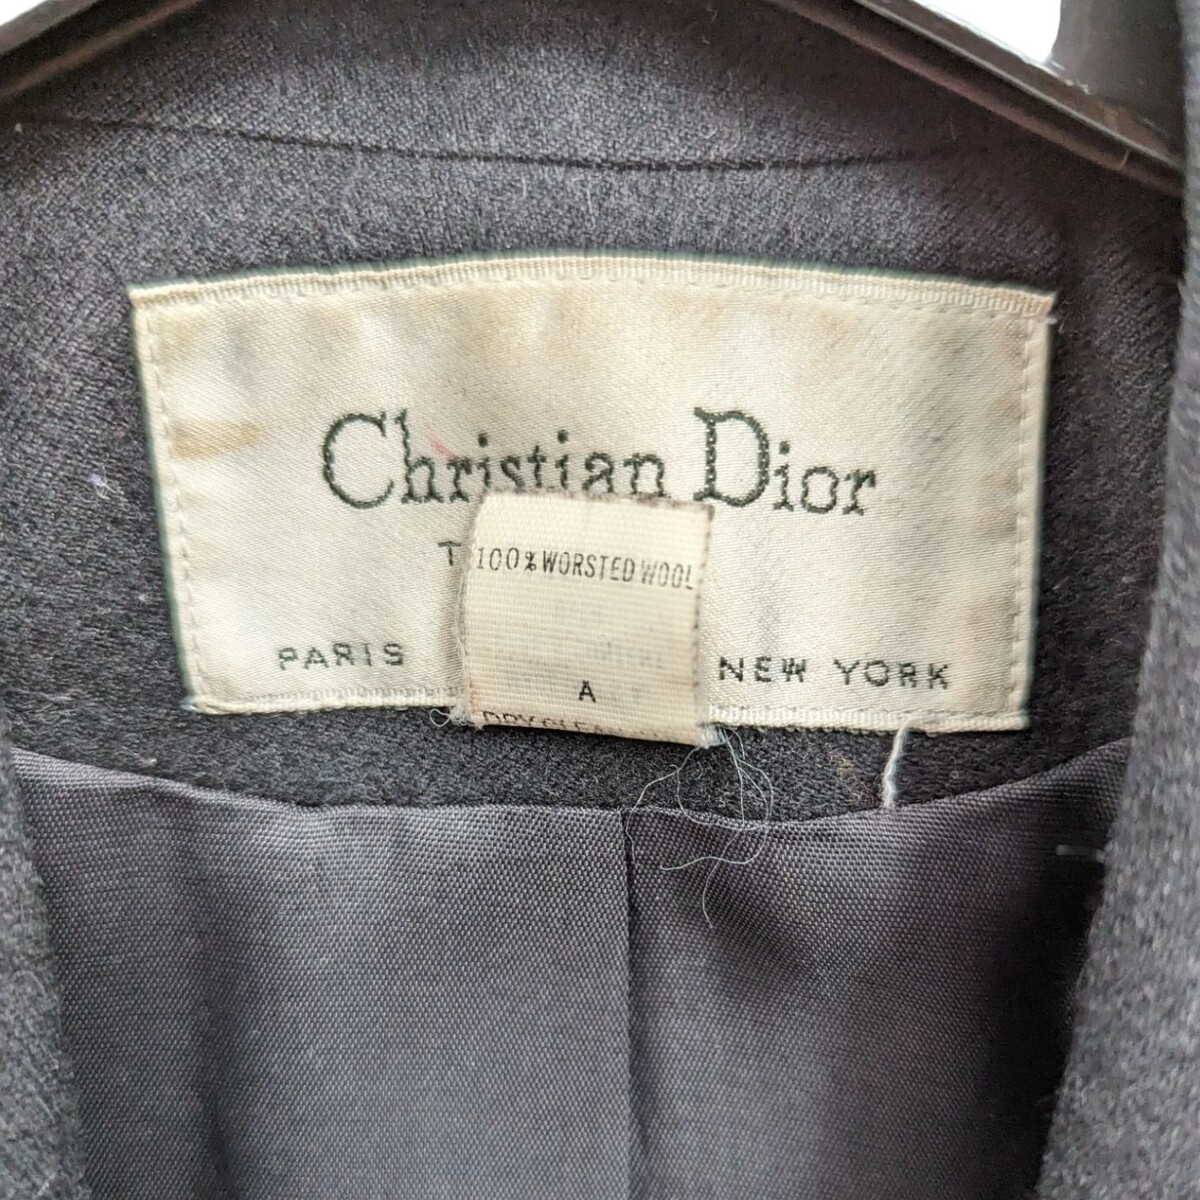 Christian Dior
100% WORSTED WOOL
PARIS NEW YORK
A